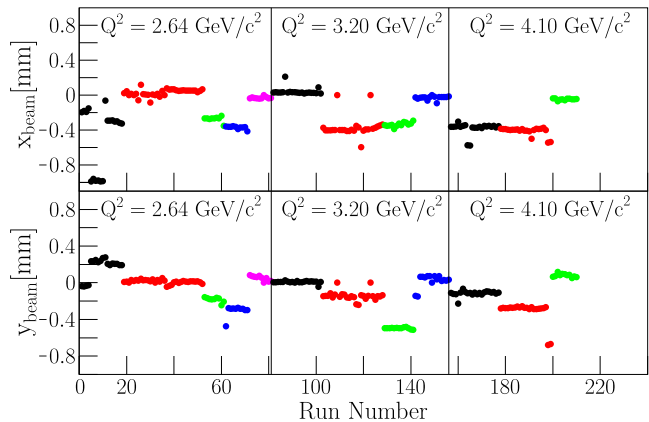 Q² = 2.64 GeV/c² Q² = 3.20 GeV/c² Q² = 4.10 GeV/c²
0.8
0.4
0
−0.4
−0.8
x_beam[mm]
Q² = 2.64 GeV/c² Q² = 3.20 GeV/c² Q² = 4.10 GeV/c²
0.8
0.4
0
−0.4
−0.8
y_beam[mm]
0 20 60 100 140 180 220
Run Number